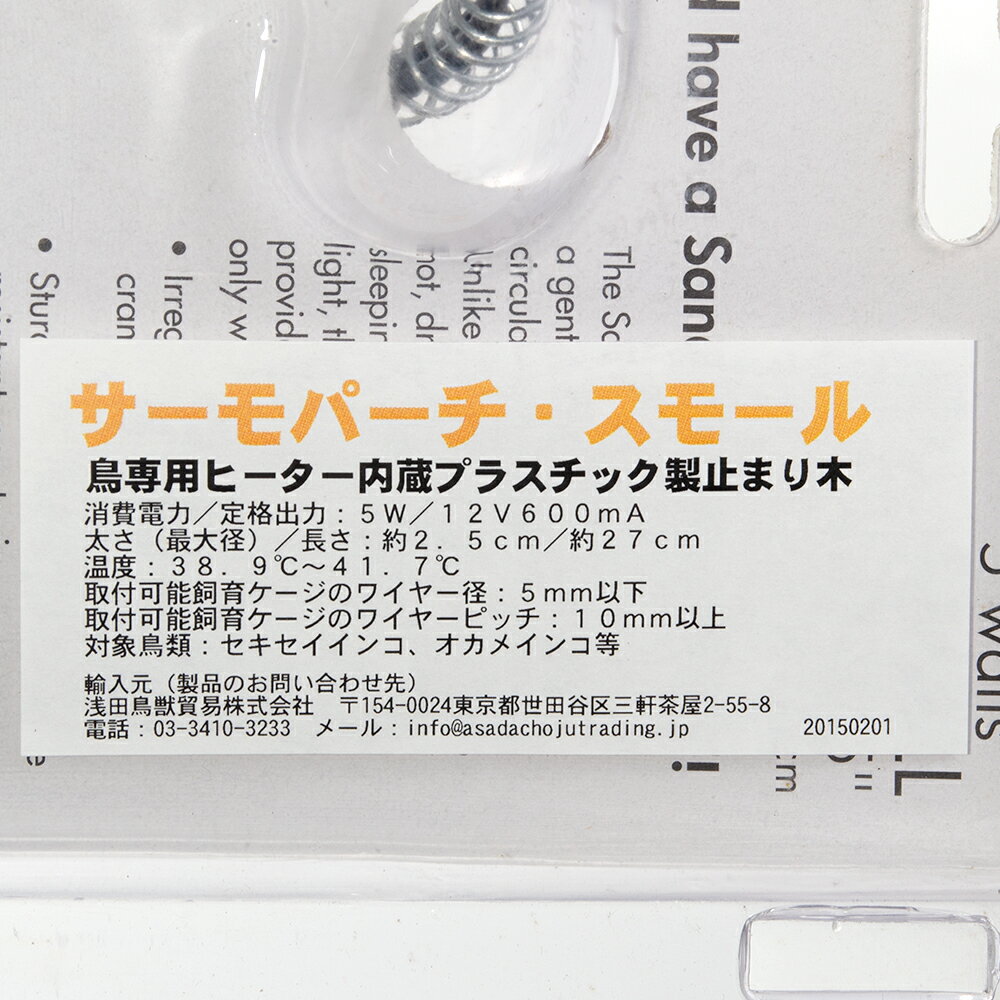 サーモパーチ・スモール
鳥専用ヒーター内蔵プラスチック製止まり木
消費電力／定格出力：５Ｗ／１２Ｖ６００ｍＡ
太さ（最大径）／長さ：約２．５ｃｍ／約２７ｃｍ
温度：３８．９℃～４１．７℃
取付可能飼育ケージのワイヤー径：５ｍｍ以下
取付可能飼育ケージのワイヤーピッチ：１０ｍｍ以上
対象鳥類：セキセイインコ、オカメインコ等
輸入元（製品のお問い合わせ先）
浅田鳥獣貿易株式会社　〒154-0024東京都世田谷区三軒茶屋2-55-8
電話：03-3410-3233　メール：info@asadachojutrading.jp　20150201
have a
The
a
circula
Unlike
light,
only
• Irreg
cran
•
walls
cm
!